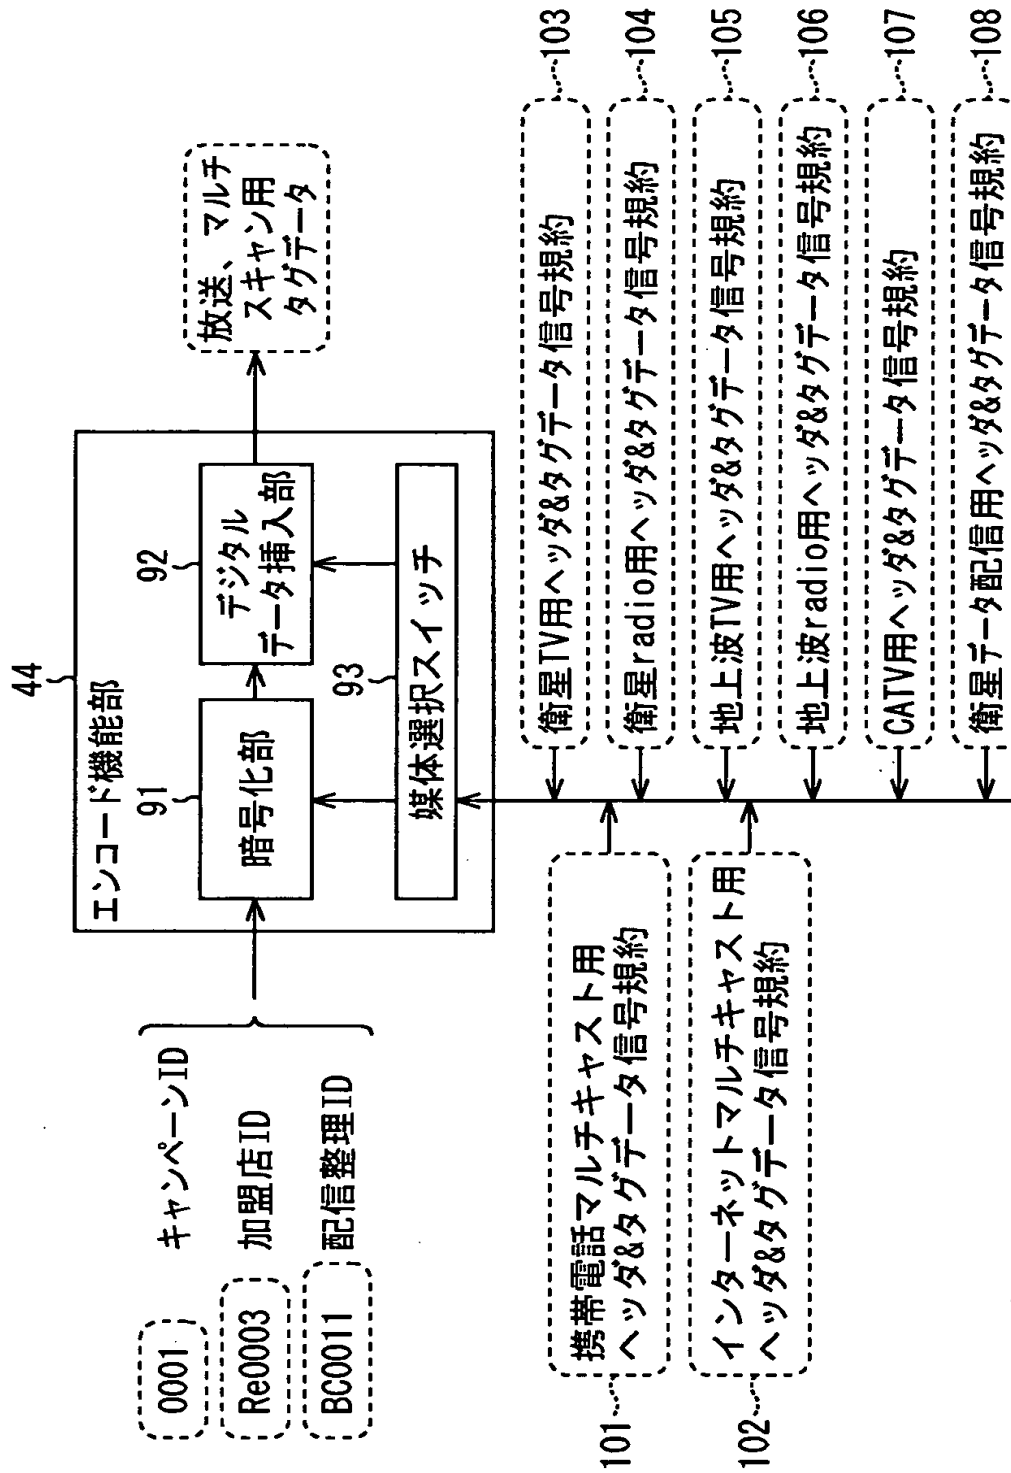 44
エンコード機能部
0001
キャンペーンID
Re0003
加盟店ID
BC0011
配信整理ID
91
暗号化部
92
デジタル
データ挿入部
93
媒体選択スイッチ
放送、マルチ
スキャン用
タグデータ
101
携帯電話マルチキャスト用
ヘッダ&タグデータ信号規約
102
インターネットマルチキャスト用
ヘッダ&タグデータ信号規約
衛星TV用ヘッダ&タグデータ信号規約
103
衛星radio用ヘッダ&タグデータ信号規約
104
地上波TV用ヘッダ&タグデータ信号規約
105
地上波radio用ヘッダ&タグデータ信号規約
106
CATV用ヘッダ&タグデータ信号規約
107
衛星データ配信用ヘッダ&タグデータ信号規約
108